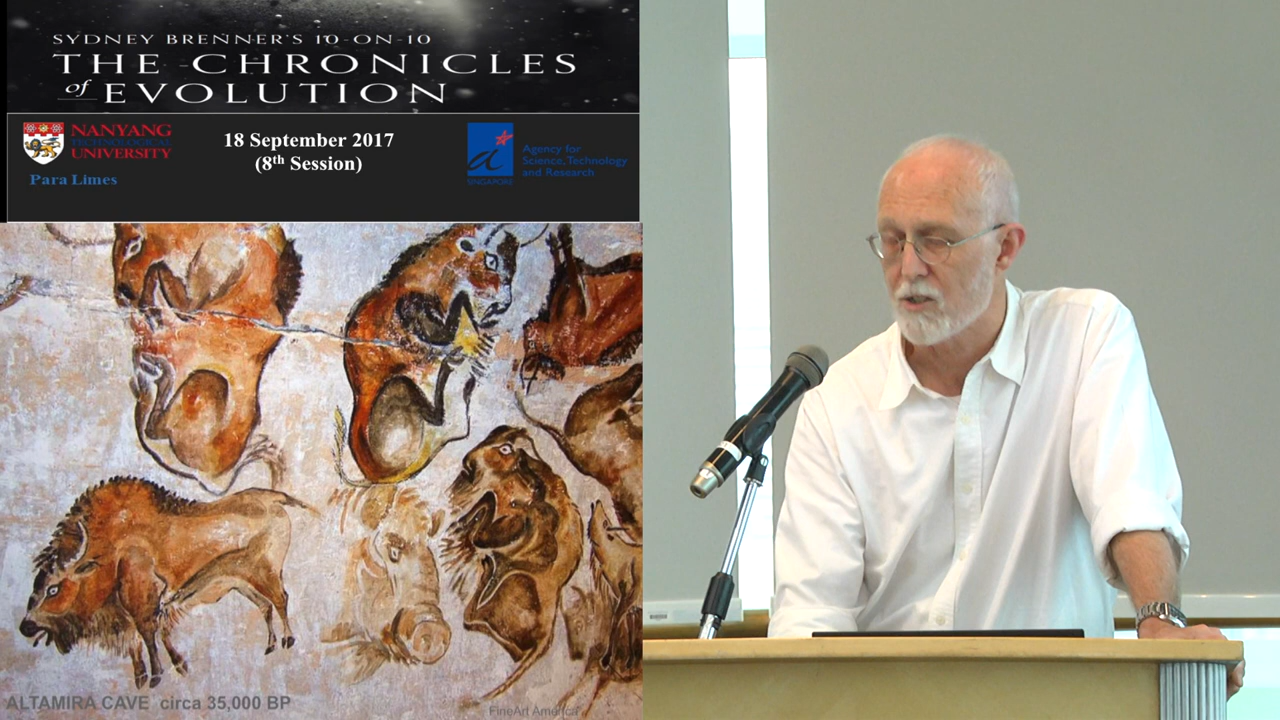 SYDNEY BRENNER'S 10-ON-10
THE CHRONICLES
of EVOLUTION
NANYANG
TECHNOLOGICAL
UNIVERSITY
Para Limes
18 September 2017
(8th Session)
Agency for
Science, Technology
and Research
SINGAPORE
ALTAMIRA CAVE circa 35,000 BP
FineArt America